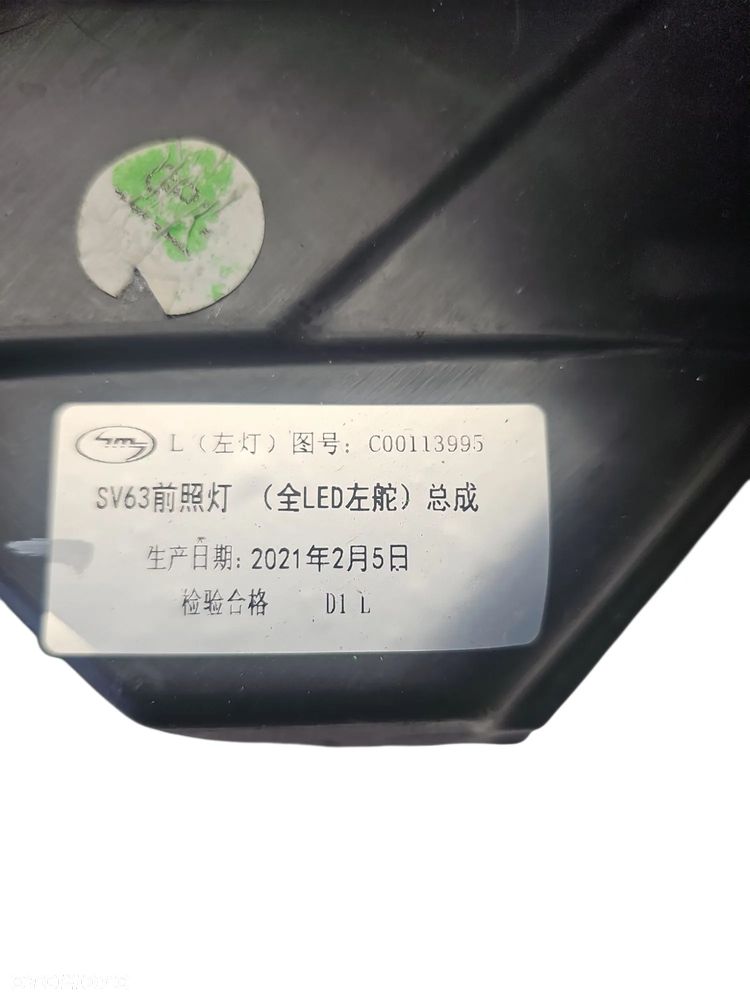 L（左灯）图号：C00113995
SV63前照灯 （全LED左舵）总成
生产日期：2021年2月5日
检验合格 D1 L